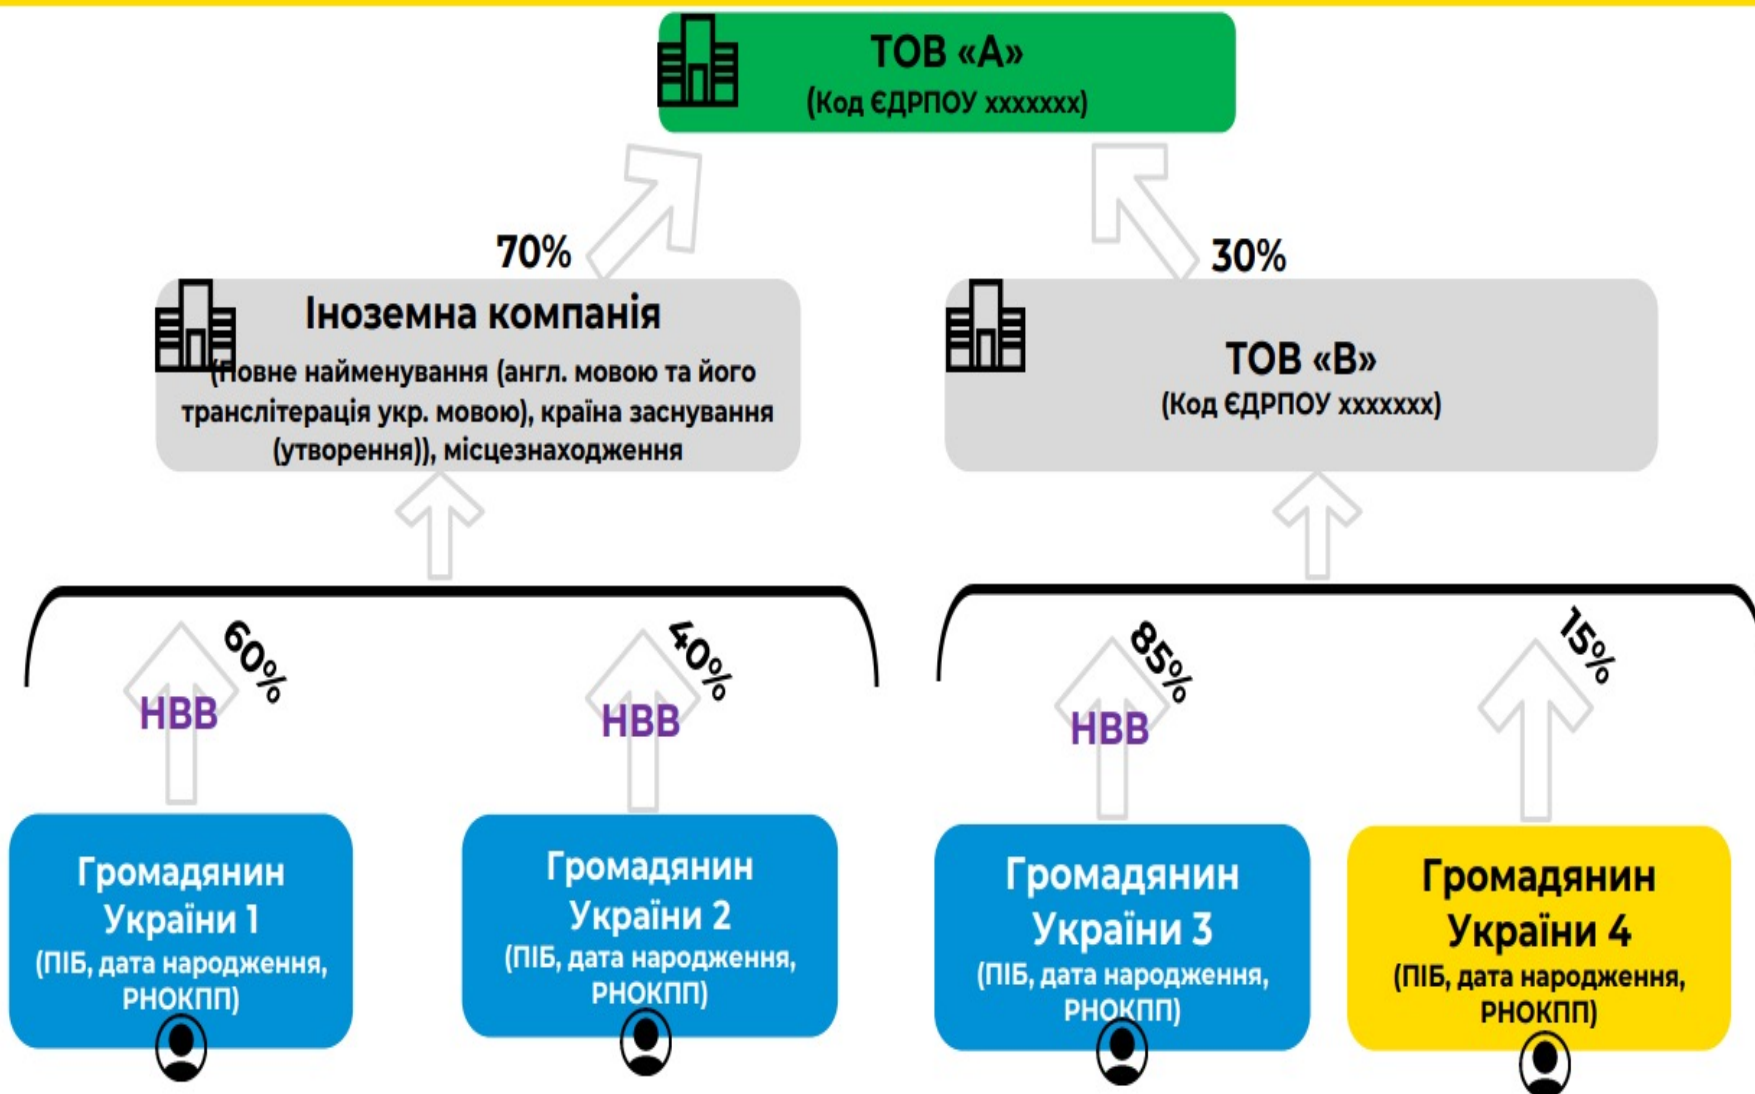 ТОВ «А»
(Код ЄДРПОУ xxxxxxx)
70%
30%
Іноземна компанія
(Повне найменування (англ. мовою та його
транслітерація укр. мовою), країна заснування
(утворення)), місцезнаходження
ТОВ «В»
(Код ЄДРПОУ xxxxxxx)
60%
НВВ
40%
НВВ
85%
НВВ
15%
Громадянин
України 1
(ПІБ, дата народження,
РНОКПП)
Громадянин
України 2
(ПІБ, дата народження,
РНОКПП)
Громадянин
України 3
(ПІБ, дата народження,
РНОКПП)
Громадянин
України 4
(ПІБ, дата народження,
РНОКПП)